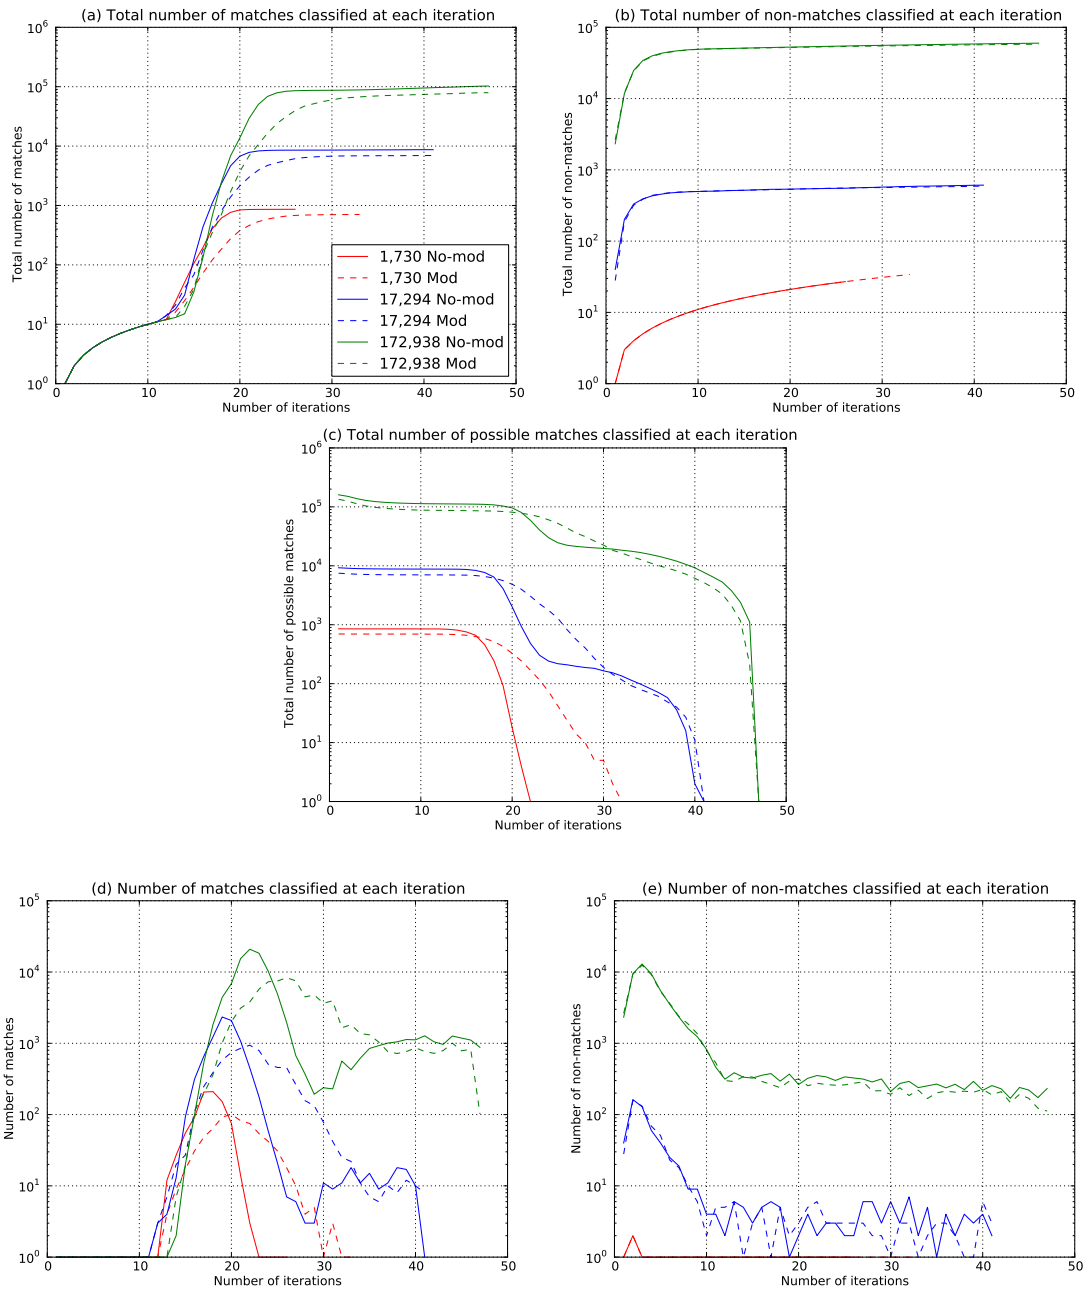 (a) Total number of matches classified at each iteration
10^6
10^5
10^4
10^3
10^2
10^1
10^0
Total number of matches
0 10 20 30 40 50
Number of iterations
1,730 No-mod
1,730 Mod
17,294 No-mod
17,294 Mod
172,938 No-mod
172,938 Mod
(b) Total number of non-matches classified at each iteration
10^5
10^4
10^3
10^2
10^1
10^0
Total number of non-matches
0 10 20 30 40 50
Number of iterations
(c) Total number of possible matches classified at each iteration
10^6
10^5
10^4
10^3
10^2
10^1
10^0
Total number of possible matches
0 10 20 30 40 50
Number of iterations
(d) Number of matches classified at each iteration
10^5
10^4
10^3
10^2
10^1
10^0
Number of matches
0 10 20 30 40 50
Number of iterations
(e) Number of non-matches classified at each iteration
10^5
10^4
10^3
10^2
10^1
10^0
Number of non-matches
0 10 20 30 40 50
Number of iterations